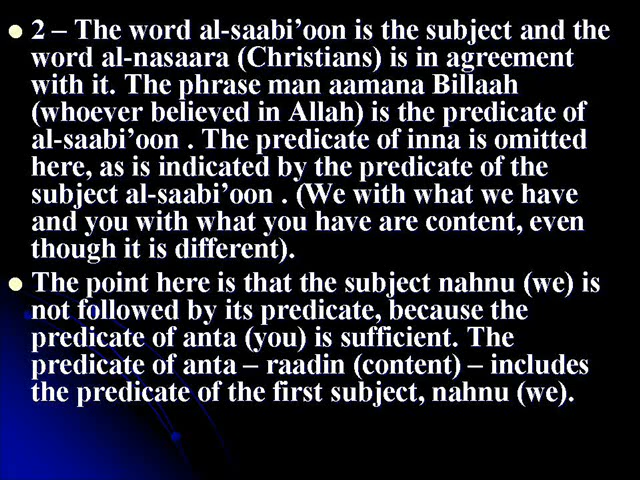 2 – The word al-saabi’oon is the subject and the
word al-nasaara (Christians) is in agreement
with it. The phrase man aamana Billaah
(whoever believed in Allah) is the predicate of
al-saabi’oon . The predicate of inna is omitted
here, as is indicated by the predicate of the
subject al-saabi’oon . (We with what we have
and you with what you have are content, even
though it is different).
The point here is that the subject nahnu (we) is
not followed by its predicate, because the
predicate of anta (you) is sufficient. The
predicate of anta – raadin (content) – includes
the predicate of the first subject, nahnu (we).